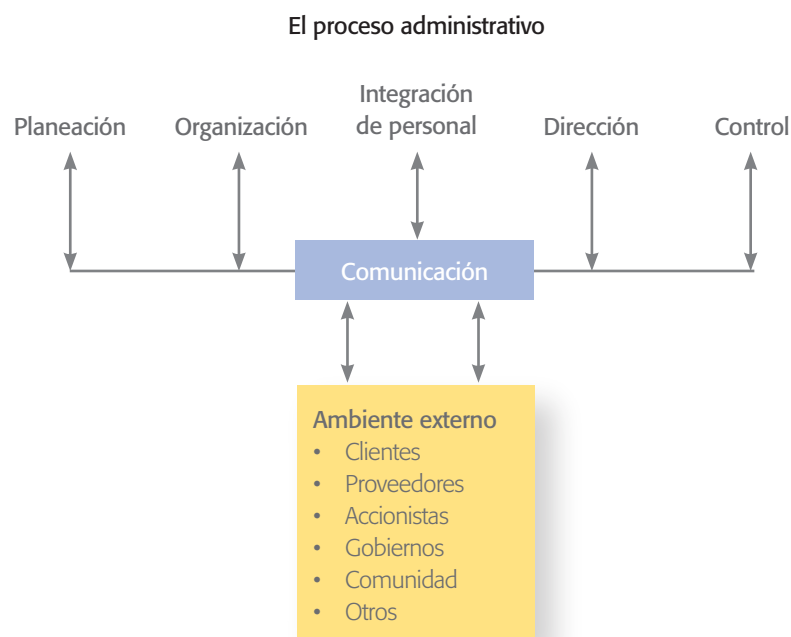 El proceso administrativo
Planeación
Organización
Integración
de personal
Dirección
Control
Comunicación
Ambiente externo
• Clientes
• Proveedores
• Accionistas
• Gobiernos
• Comunidad
• Otros